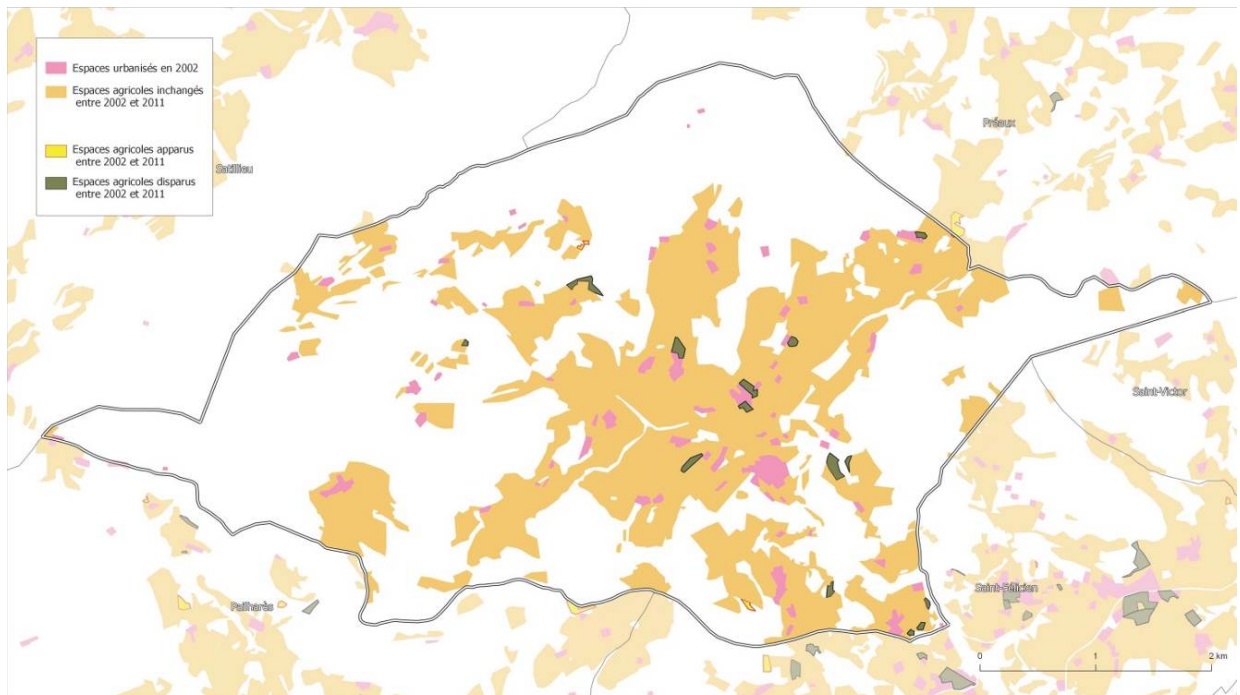 Espaces urbanisés en 2002
Espaces agricoles inchangés
entre 2002 et 2011
Espaces agricoles apparus
entre 2002 et 2011
Espaces agricoles disparus
entre 2002 et 2011
Préaux
Satillieu
Saint-Victor
Saint-Félicien
Pailharès
0 1 2 km